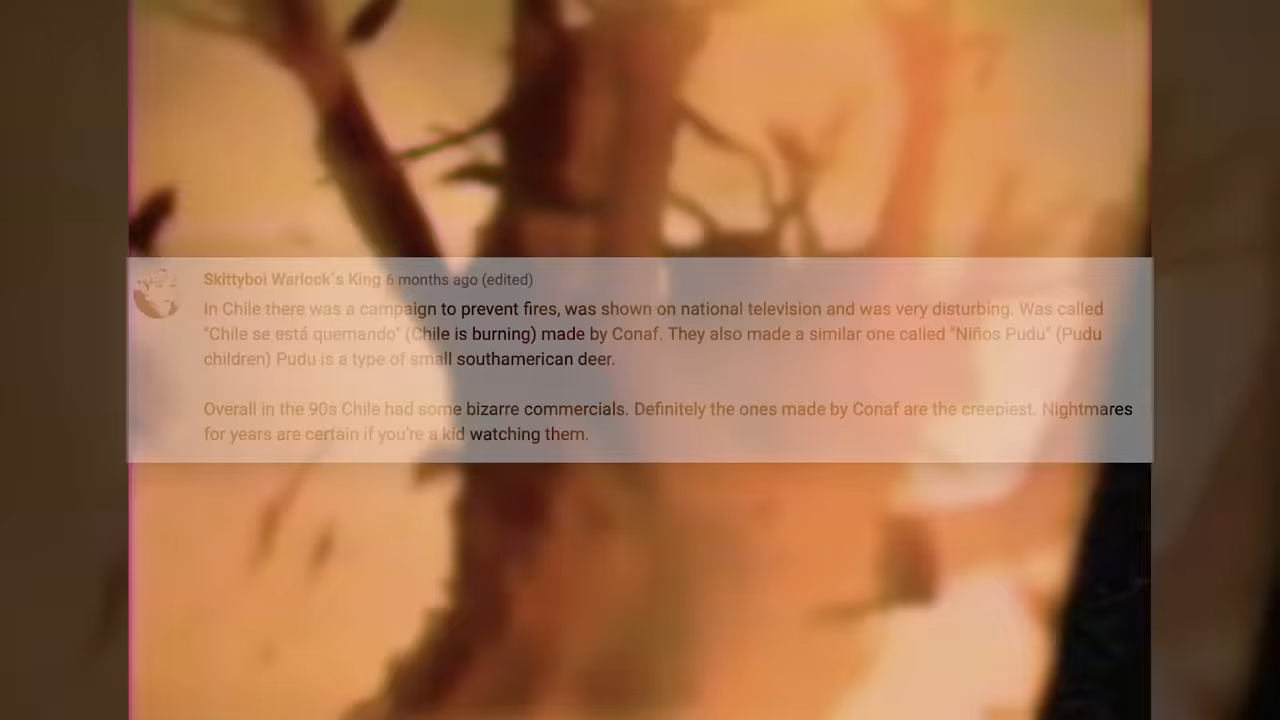 Skittyboi Warlock's King 6 months ago (edited)
In Chile there was a campaign to prevent fires, was shown on national television and was very disturbing. Was called
"Chile se está quemando" (Chile is burning) made by Conaf. They also made a similar one called "Niños Pudu" (Pudu
children) Pudu is a type of small southamerican deer.
Overall in the 90s Chile had some bizarre commercials. Definitely the ones made by Conaf are the creepiest. Nightmares
for years are certain if you're a kid watching them.